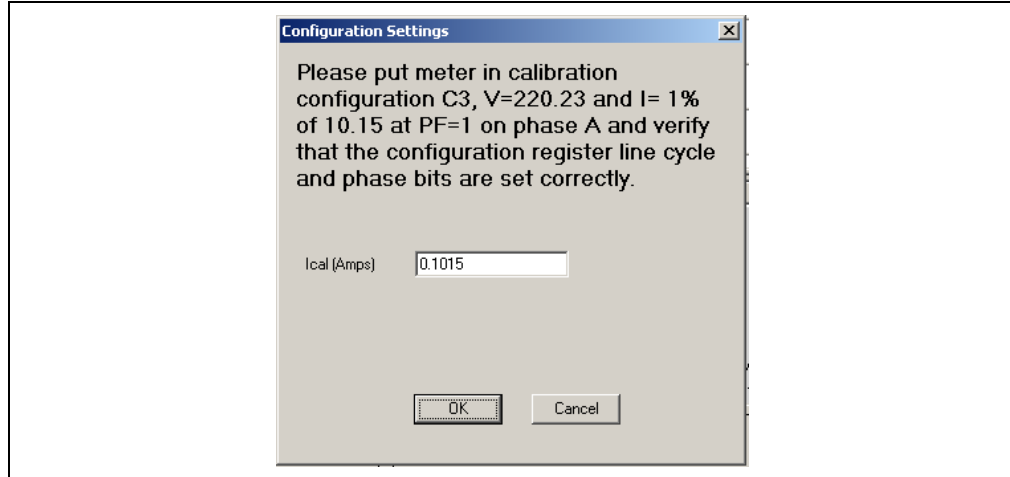 Configuration Settings
Please put meter in calibration
configuration C3, V=220.23 and I= 1%
of 10.15 at PF=1 on phase A and verify
that the configuration register line cycle
and phase bits are set correctly.
Ical (Amps) 0.1015
OK Cancel